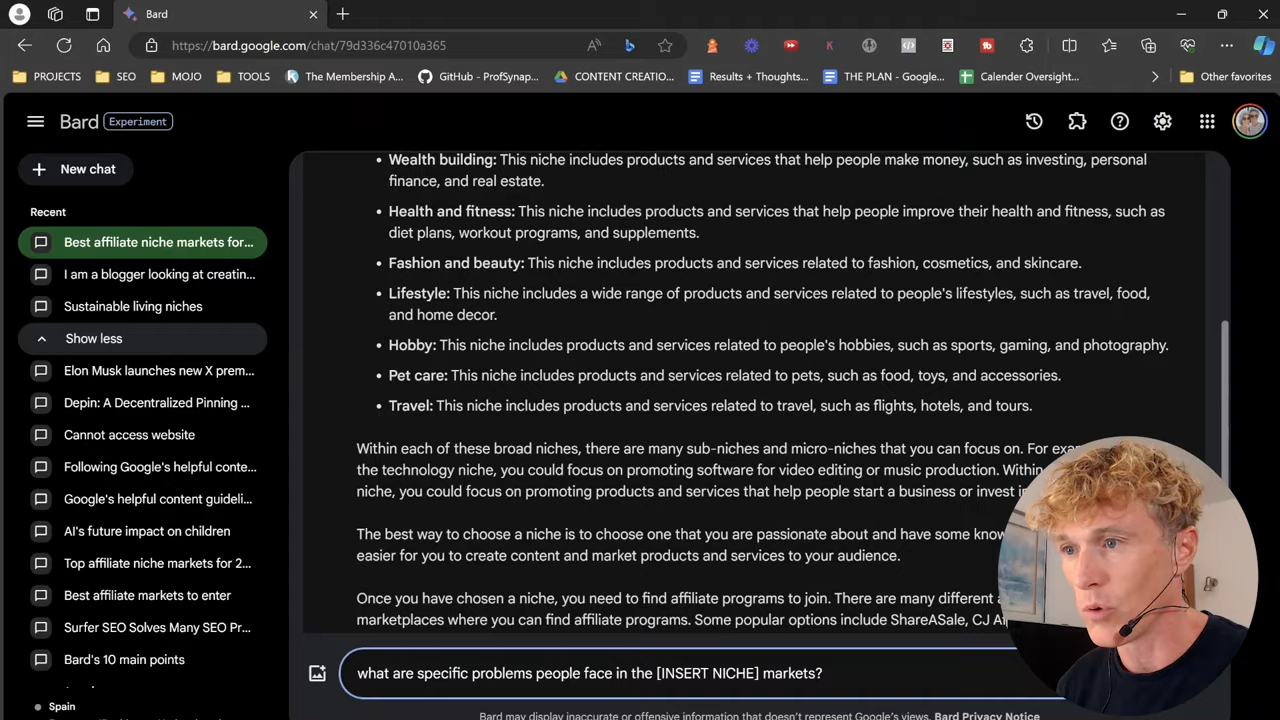 Bard
https://bard.google.com/chat/79d336c47010a365
PROJECTS
SEO
MOJO
TOOLS
The Membership A...
GitHub - ProfSynap...
CONTENT CREATIO...
Results + Thoughts...
THE PLAN - Google...
Calender Oversight...
Other favorites
Bard Experiment
New chat
Recent
Best affiliate niche markets for...
I am a blogger looking at creatin...
Sustainable living niches
Show less
Elon Musk launches new X prem...
Depin: A Decentralized Pinning ...
Cannot access website
Following Google's helpful conte...
Google's helpful content guideli...
AI's future impact on children
Top affiliate niche markets for 2...
Best affiliate markets to enter
Surfer SEO Solves Many SEO Pr...
Bard's 10 main points
Spain
• Wealth building: This niche includes products and services that help people make money, such as investing, personal
finance, and real estate.
• Health and fitness: This niche includes products and services that help people improve their health and fitness, such as
diet plans, workout programs, and supplements.
• Fashion and beauty: This niche includes products and services related to fashion, cosmetics, and skincare.
• Lifestyle: This niche includes a wide range of products and services related to people's lifestyles, such as travel, food,
and home decor.
• Hobby: This niche includes products and services related to people's hobbies, such as sports, gaming, and photography.
• Pet care: This niche includes products and services related to pets, such as food, toys, and accessories.
• Travel: This niche includes products and services related to travel, such as flights, hotels, and tours.
Within each of these broad niches, there are many sub-niches and micro-niches that you can focus on. For
the technology niche, you could focus on promoting software for video editing or music production. Within
niche, you could focus on promoting products and services that help people start a business or invest
The best way to choose a niche is to choose one that you are passionate about and have some
easier for you to create content and market products and services to your audience.
Once you have chosen a niche, you need to find affiliate programs to join. There are many different
marketplaces where you can find affiliate programs. Some popular options include ShareASale, CJ
what are specific problems people face in the [INSERT NICHE] markets?
Bard may display inaccurate or offensive information that doesn't represent Google's views. Bard Privacy Notice